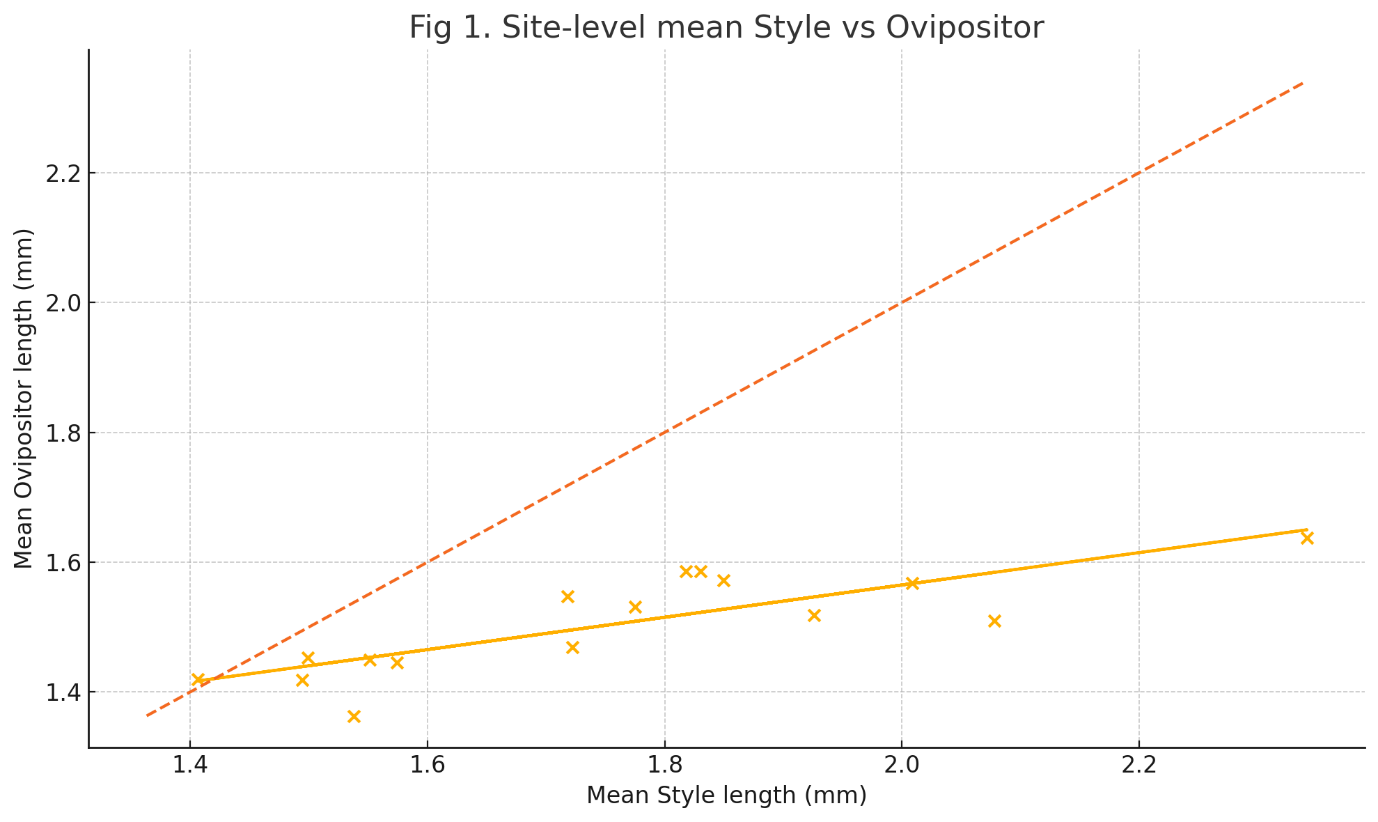 Fig 1. Site-level mean Style vs Ovipositor
Mean Ovipositor length (mm)
2.2
2.0
1.8
1.6
1.4
1.4 1.6 1.8 2.0 2.2
Mean Style length (mm)